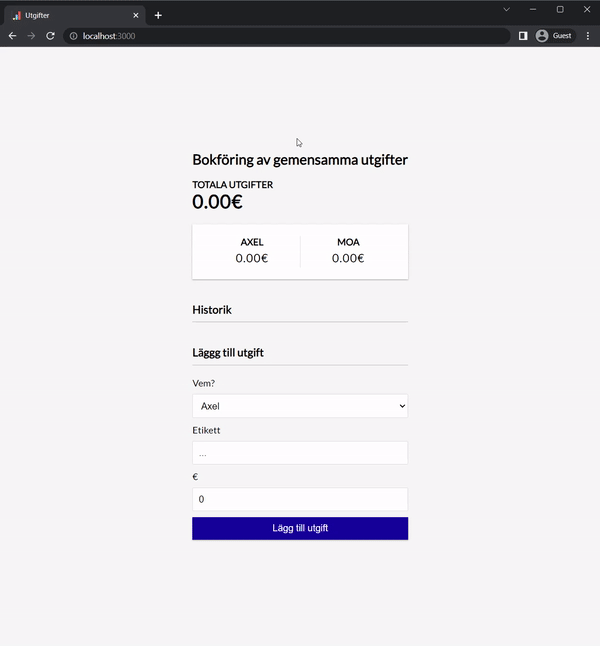 Utgifter
localhost:3000
Guest
Bokföring av gemensamma utgifter
TOTALA UTGIFTER
0.00€
AXEL
MOA
0.00€
0.00€
Historik
Läggg till utgift
Vem?
Axel
Etikett
...
€
0
Lägg till utgift